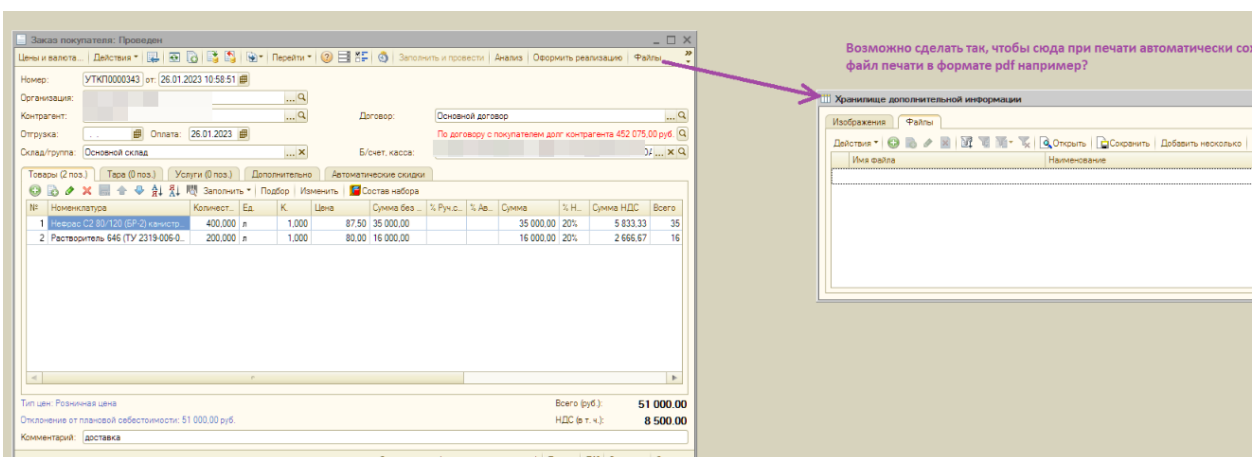 Заказ покупателя: Проведен
Цены и валюта... Действия Перейти Заполнить и провести Анализ Оформить реализацию Файлы
Возможно сделать так, чтобы сюда при печати автоматически
файл печати в формате pdf например?
Номер: УТКП0000343 от: 26.01.2023 10:58:51
Организация:
Контрагент: Договор: Основной договор
Отгрузка: . . Оплата: 26.01.2023 По договору с покупателем долг контрагента 452 075,00 руб.
Склад/группа: Основной склад Б/счет, касса:
Товары (2 поз.) Тара (0 поз.) Услуги (0 поз.) Дополнительно Автоматические скидки
Заполнить Подбор Изменить Состав набора
№ Номенклатура Количест... Ед. К. Цена Сумма без ... % Руч.с... % Ав... Сумма % Н... Сумма НДС Всего
1 Нефрас С2 80/120 (БР-2) канистр... 400,000 л 1,000 87,50 35 000,00 35 000,00 20% 5 833,33 35
2 Растворитель 646 (ТУ 2319-006-0... 200,000 л 1,000 80,00 16 000,00 16 000,00 20% 2 666,67 16
Тип цен: Розничная цена Всего (руб.): 51 000,00
Отклонение от плановой себестоимости: 51 000,00 руб. НДС (в т. ч.): 8 500,00
Комментарий: доставка
Хранилище дополнительной информации
Изображения Файлы
Действия Открыть Сохранить Добавить несколько
Имя файла Наименование